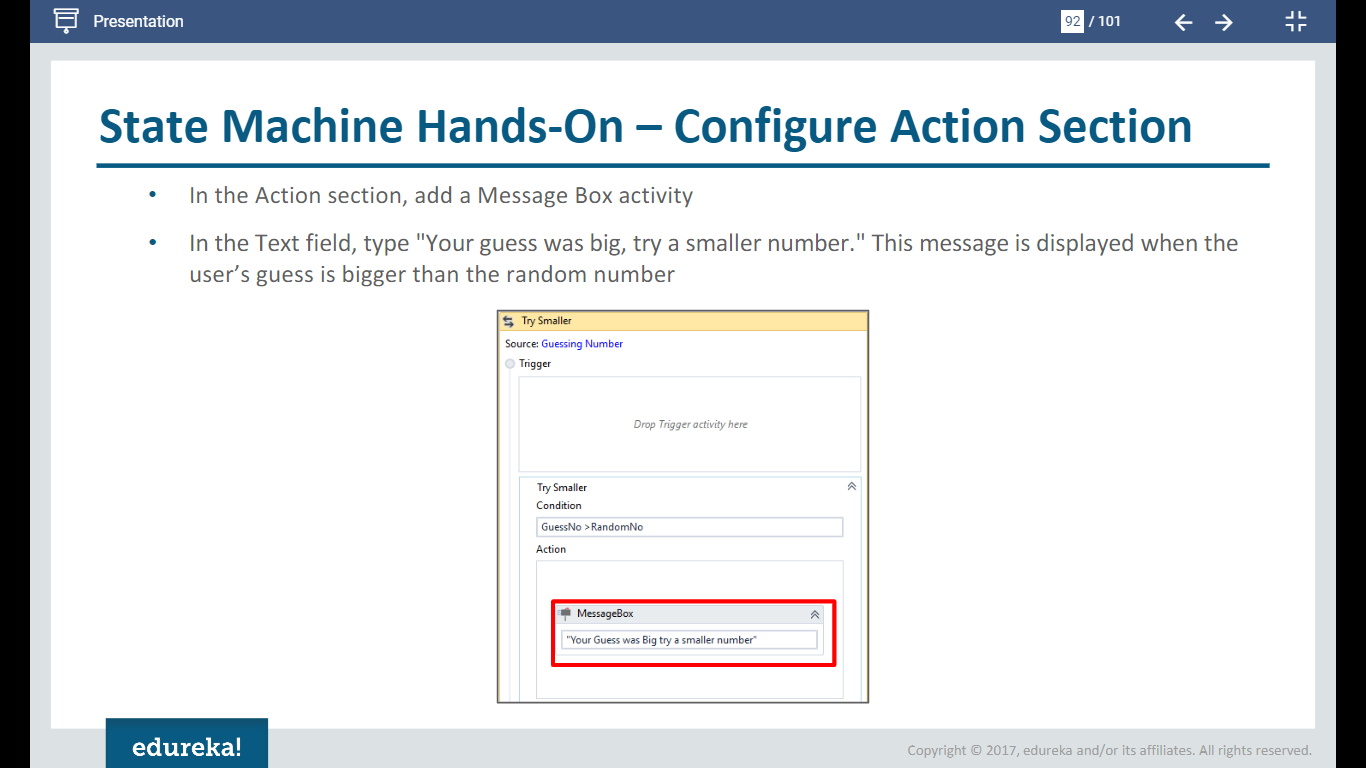 Presentation
92 / 101
State Machine Hands-On – Configure Action Section
• In the Action section, add a Message Box activity
• In the Text field, type "Your guess was big, try a smaller number." This message is displayed when the
user’s guess is bigger than the random number
Try Smaller
Source: Guessing Number
Trigger
Drop Trigger activity here
Try Smaller
Condition
GuessNo >RandomNo
Action
MessageBox
"Your Guess was Big try a smaller number"
edureka!
Copyright © 2017, edureka and/or its affiliates. All rights reserved.